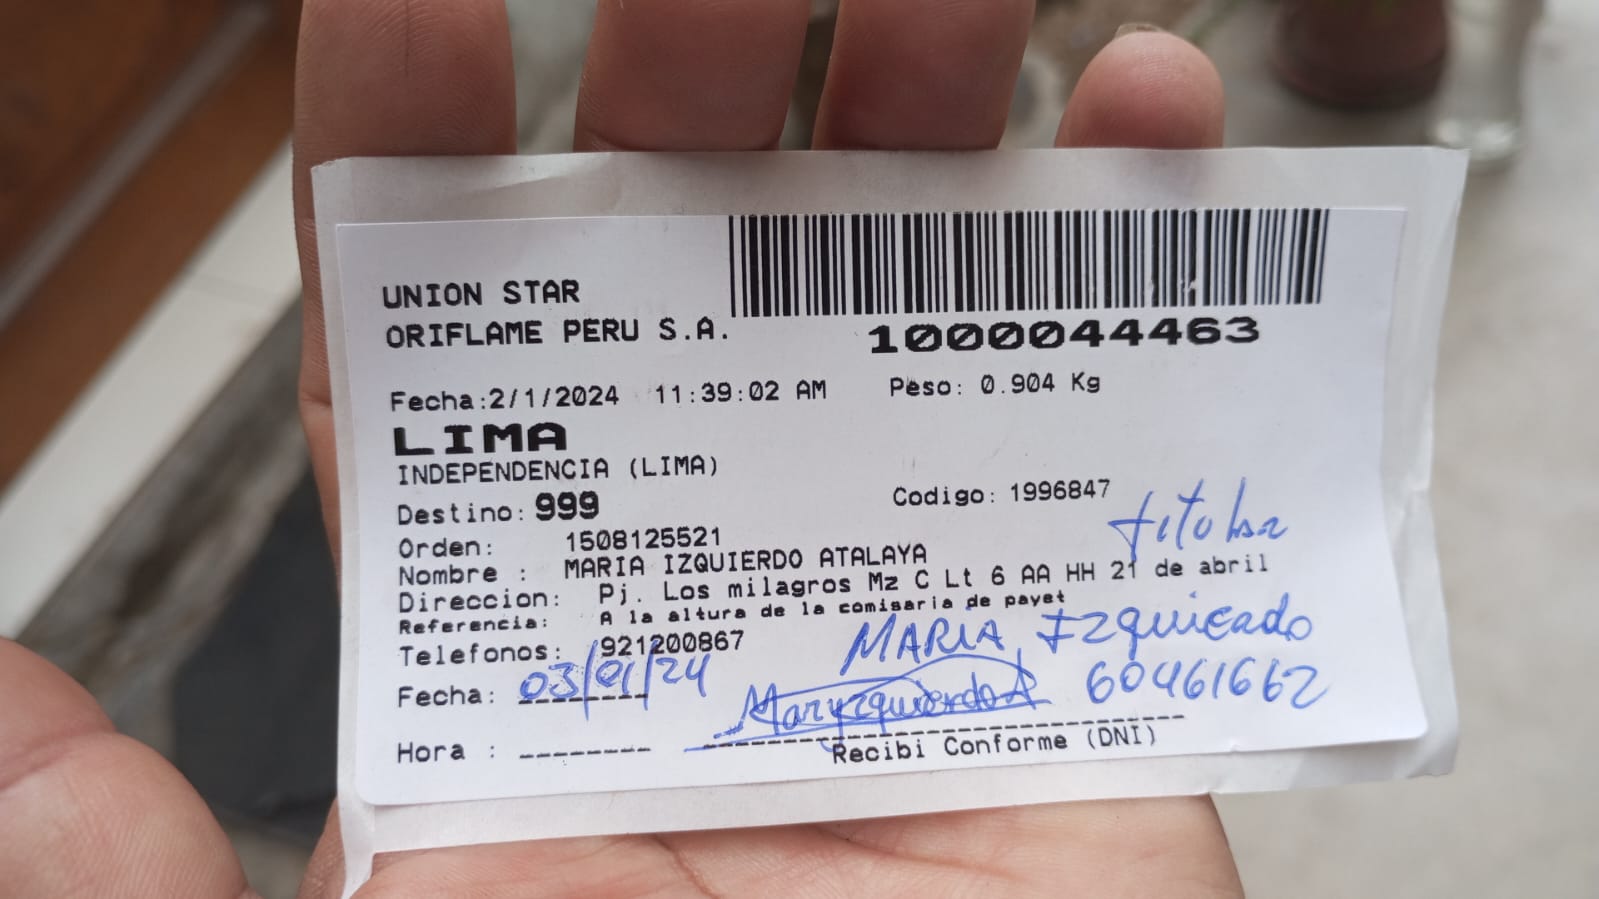 UNION STAR
ORIFLAME PERU S.A.
1000044463
Fecha:2/1/2024 11:39:02 AM Peso: 0.904 Kg
LIMA
INDEPENDENCIA (LIMA)
Destino: 999 Codigo: 1996847
Orden: 1508125521
Nombre : MARIA IZQUIERDO ATALAYA
Direccion: Pj. Los milagros Mz C Lt 6 AA HH 21 de abril
Referencia: A la altura de la comisaria de payet
Telefonos: 921200867
MARIA Izquierdo
Fecha: 03/01/24 60461662
Hora : --------
Recibi Conforme (DNI)